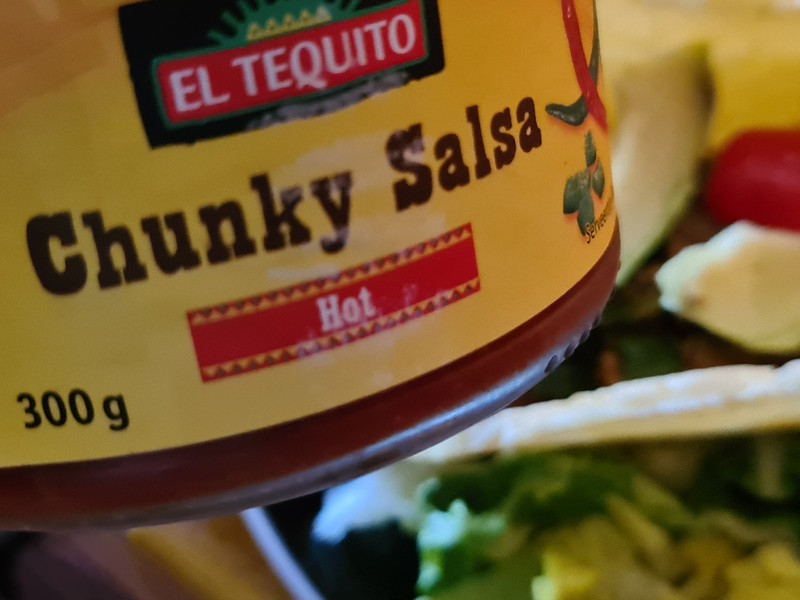 EL TEQUITO
Chunky Salsa
Hot
300 g